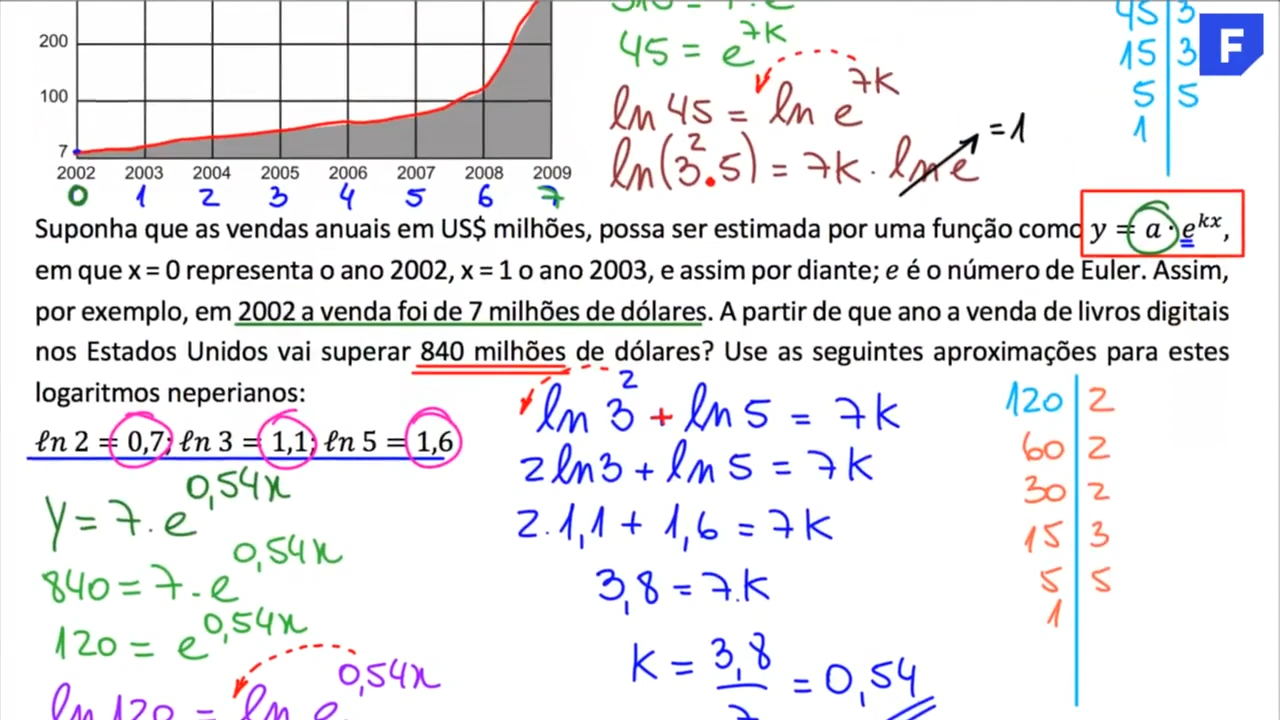 200
100
7
2002 2003 2004 2005 2006 2007 2008 2009
0 1 2 3 4 5 6 7
45 = e^{7K}
ln 45 = ln e^{7K}
ln(3².5) = 7K . ln e = 1
45 | 3
15 | 3
5 | 5
1
F
Suponha que as vendas anuais em US$ milhões, possa ser estimada por uma função como y = a · e^{kx},
em que x = 0 representa o ano 2002, x = 1 o ano 2003, e assim por diante; e é o número de Euler. Assim,
por exemplo, em 2002 a venda foi de 7 milhões de dólares. A partir de que ano a venda de livros digitais
nos Estados Unidos vai superar 840 milhões de dólares? Use as seguintes aproximações para estes
logaritmos neperianos:
ℓn 2 = 0,7; ℓn 3 = 1,1; ℓn 5 = 1,6
y = 7. e^{0,54x}
840 = 7. e^{0,54x}
120 = e^{0,54x}
ln 120 = ln e^{0,54x}
ln 3² + ln 5 = 7K
2 ln 3 + ln 5 = 7K
2.1,1 + 1,6 = 7K
3,8 = 7.K
K = 3,8/7 = 0,54
120 | 2
60 | 2
30 | 2
15 | 3
5 | 5
1